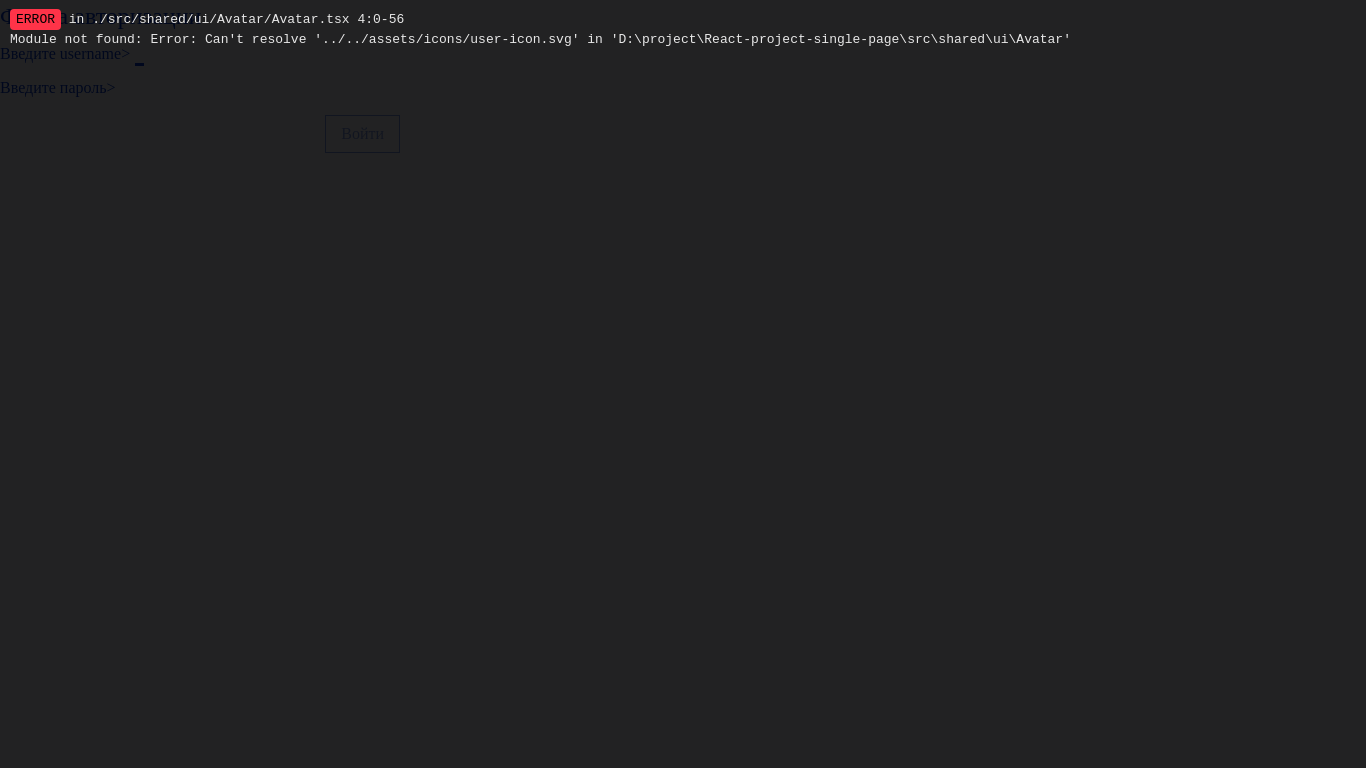 ERROR in ./src/shared/ui/Avatar/Avatar.tsx 4:0-56
Module not found: Error: Can't resolve '../../assets/icons/user-icon.svg' in 'D:\project\React-project-single-page\src\shared\ui\Avatar'
Введите username>
Введите пароль>
Войти